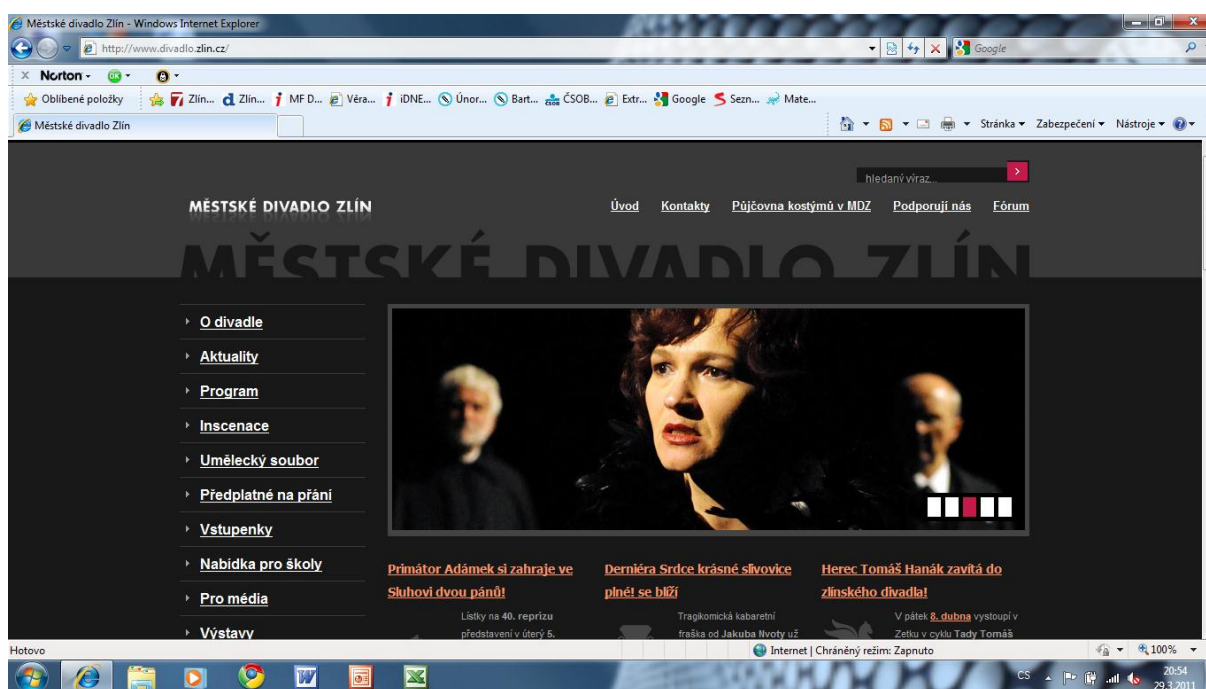 Městské divadlo Zlín - Windows Internet Explorer
http://www.divadlo.zlin.cz/
Google
Norton
OK
Oblíbené položky
Zlín... Zlín... MF D... Véra... iDNE... Únor... Bart... ČSOB... Extr... Google Sezn... Mate...
Městské divadlo Zlín
Stránka Zabezpečení Nástroje
hledaný výraz...
MĚSTSKÉ DIVADLO ZLÍN
Úvod Kontakty Půjčovna kostýmů v MDZ Podporují nás Fórum
MĚSTSKÉ DIVADLO ZLÍN
O divadle
Aktuality
Program
Inscenace
Umělecký soubor
Předplatné na přání
Vstupenky
Nabídka pro školy
Pro média
Výstavy
Primátor Adámek si zahraje ve
Sluhovi dvou pánů!
Lístky na 40. reprízu
představení v úterý 5.
Derniéra Srdce krásné slivovice
plné! se blíží
Tragikomická kabaretní
fraška od Jakuba Nvoty už
Herec Tomáš Hanák zavítá do
zlínského divadla!
V pátek 8. dubna vystoupí v
Zetku v cyklu Tady Tomáš
Hotovo
Internet | Chráněný režim: Zapnuto
100%
CS
20:54
29.3.2011